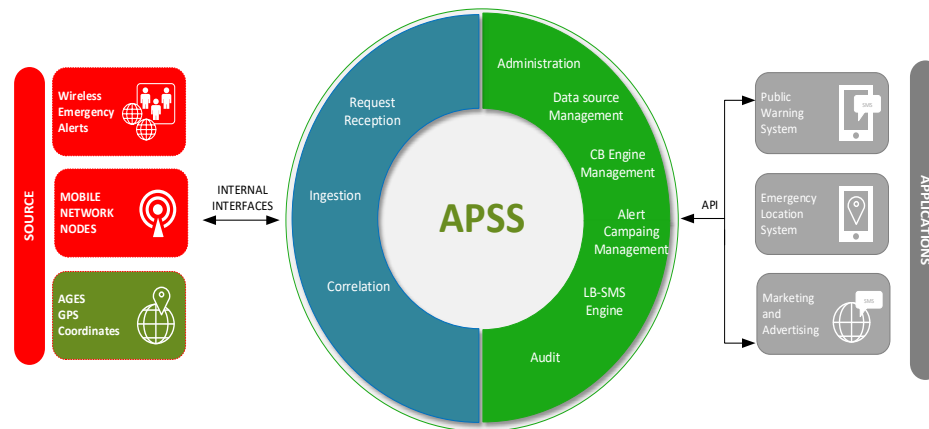 SOURCE
Wireless
Emergency
Alerts
MOBILE
NETWORK
NODES
AGES
GPS
Coordinates
INTERNAL
INTERFACES
Request
Reception
Ingestion
Correlation
APSS
Administration
Data source
Management
CB Engine
Management
Alert
Campaing
Management
LB-SMS
Engine
Audit
API
Public
Warning
System
SMS
Emergency
Location
System
Marketing
and
Advertising
SMS
APPLICATIONS